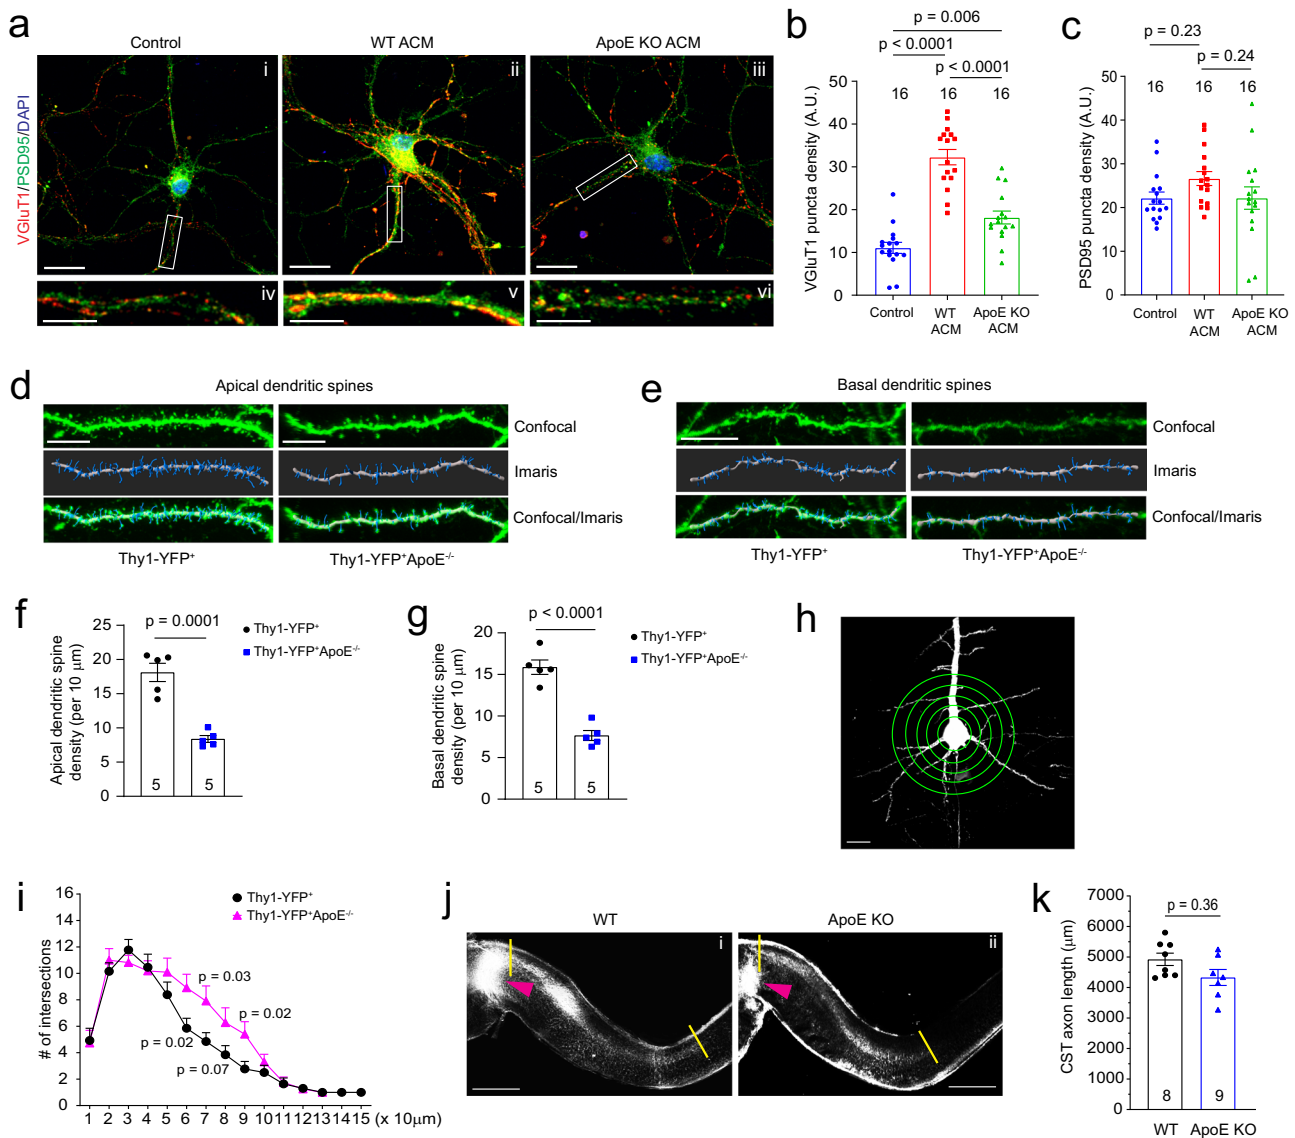 a
Control
WT ACM
ApoE KO ACM
VGluT1/PSD95/DAPI
i
ii
iii
iv
v
vi
b
p = 0.006
p < 0.0001
p < 0.0001
VGluT1 puncta density (A.U.)
50
40
30
20
10
0
16
16
16
Control
WT
ACM
ApoE KO
ACM
c
p = 0.23
p = 0.24
PSD95 puncta density (A.U.)
50
40
30
20
10
0
16
16
16
Control
WT
ACM
ApoE KO
ACM
d
Apical dendritic spines
Confocal
Imaris
Confocal/Imaris
Thy1-YFP⁺
Thy1-YFP⁺ApoE⁻/⁻
e
Basal dendritic spines
Confocal
Imaris
Confocal/Imaris
Thy1-YFP⁺
Thy1-YFP⁺ApoE⁻/⁻
f
p = 0.0001
Thy1-YFP⁺
Thy1-YFP⁺ApoE⁻/⁻
Apical dendritic spine
density (per 10 μm)
25
20
15
10
5
0
5
5
g
p < 0.0001
Thy1-YFP⁺
Thy1-YFP⁺ApoE⁻/⁻
Basal dendritic spine
density (per 10 μm)
20
15
10
5
0
5
5
h
i
Thy1-YFP⁺
Thy1-YFP⁺ApoE⁻/⁻
# of intersections
16
14
12
10
8
6
4
2
0
p = 0.03
p = 0.02
p = 0.02
p = 0.07
1 2 3 4 5 6 7 8 9 10 11 12 13 14 15 (x 10μm)
j
WT
ApoE KO
i
ii
k
p = 0.36
CST axon length (μm)
7000
6000
5000
4000
3000
2000
1000
0
8
9
WT
ApoE KO